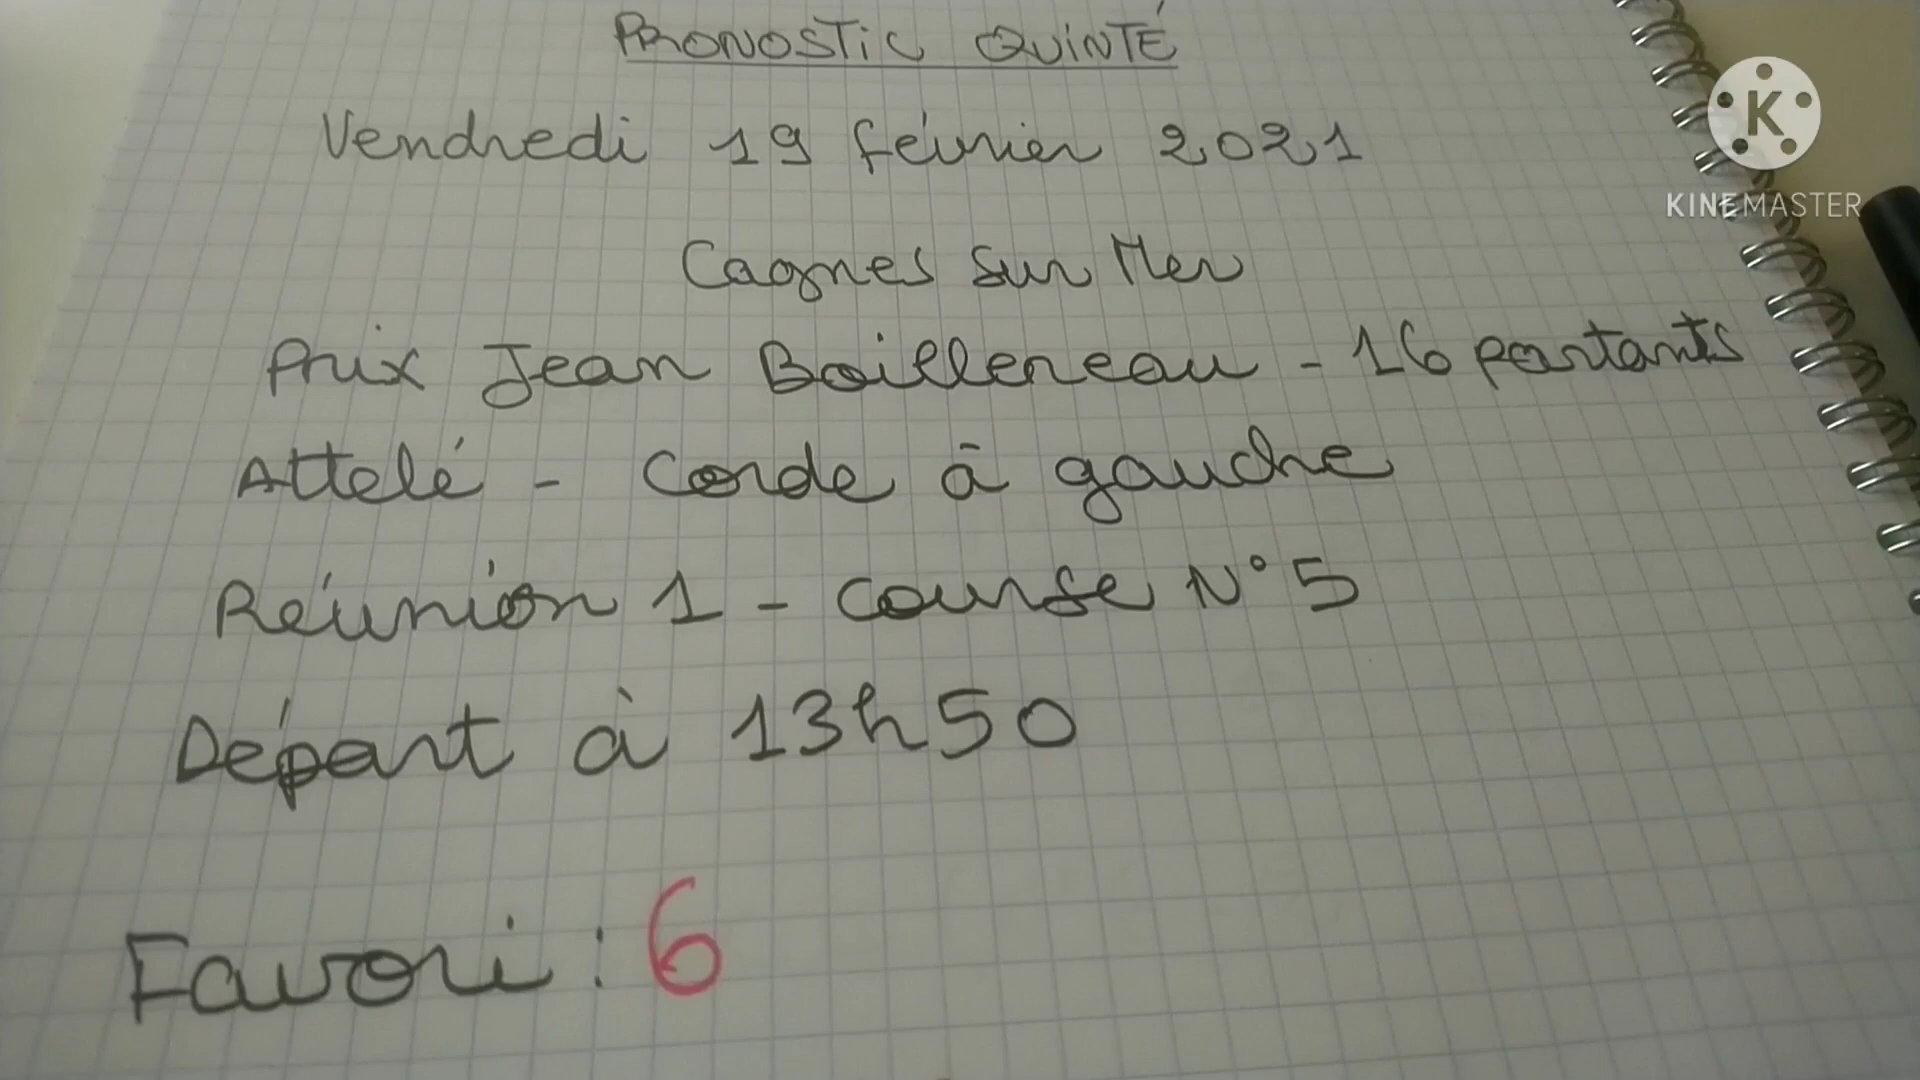 PRONOSTIC QUINTÉ
Vendredi 19 février 2021
Cagnes sur Mer
Prix Jean Boillereau - 16 partants
Attelé - Corde à gauche
Réunion 1 - course N° 5
Départ à 13h50
Favori : 6
K
KINEMASTER